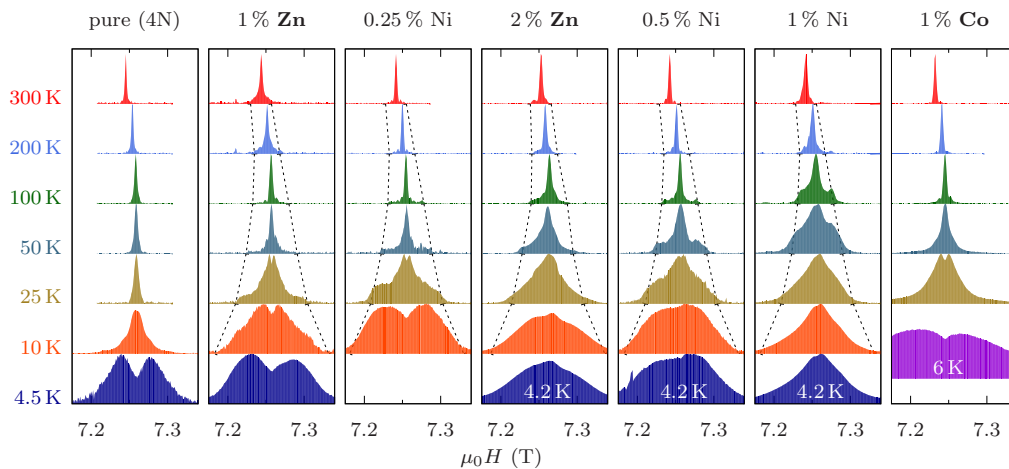 pure (4N) 1 % Zn 0.25 % Ni 2 % Zn 0.5 % Ni 1 % Ni 1 % Co
300 K
200 K
100 K
50 K
25 K
10 K
6 K
4.5 K 4.2 K 4.2 K 4.2 K
7.2 7.3 7.2 7.3 7.2 7.3 7.2 7.3 7.2 7.3 7.2 7.3 7.2 7.3
μ₀H (T)